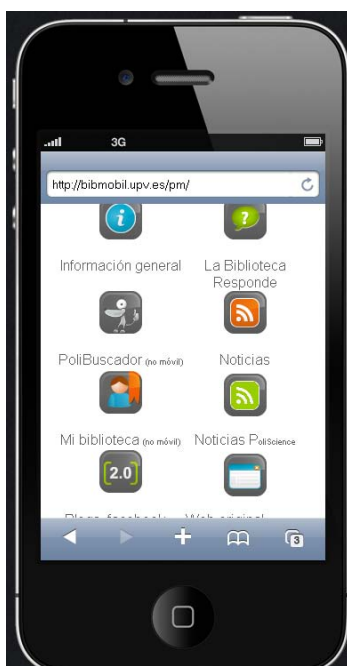 3G
http://bibmobil.upv.es/pm/
Información general
La Biblioteca
Responde
PoliBuscador (no móvil)
Noticias
Mi biblioteca (no móvil)
Noticias PoliScience
[2.0]
3